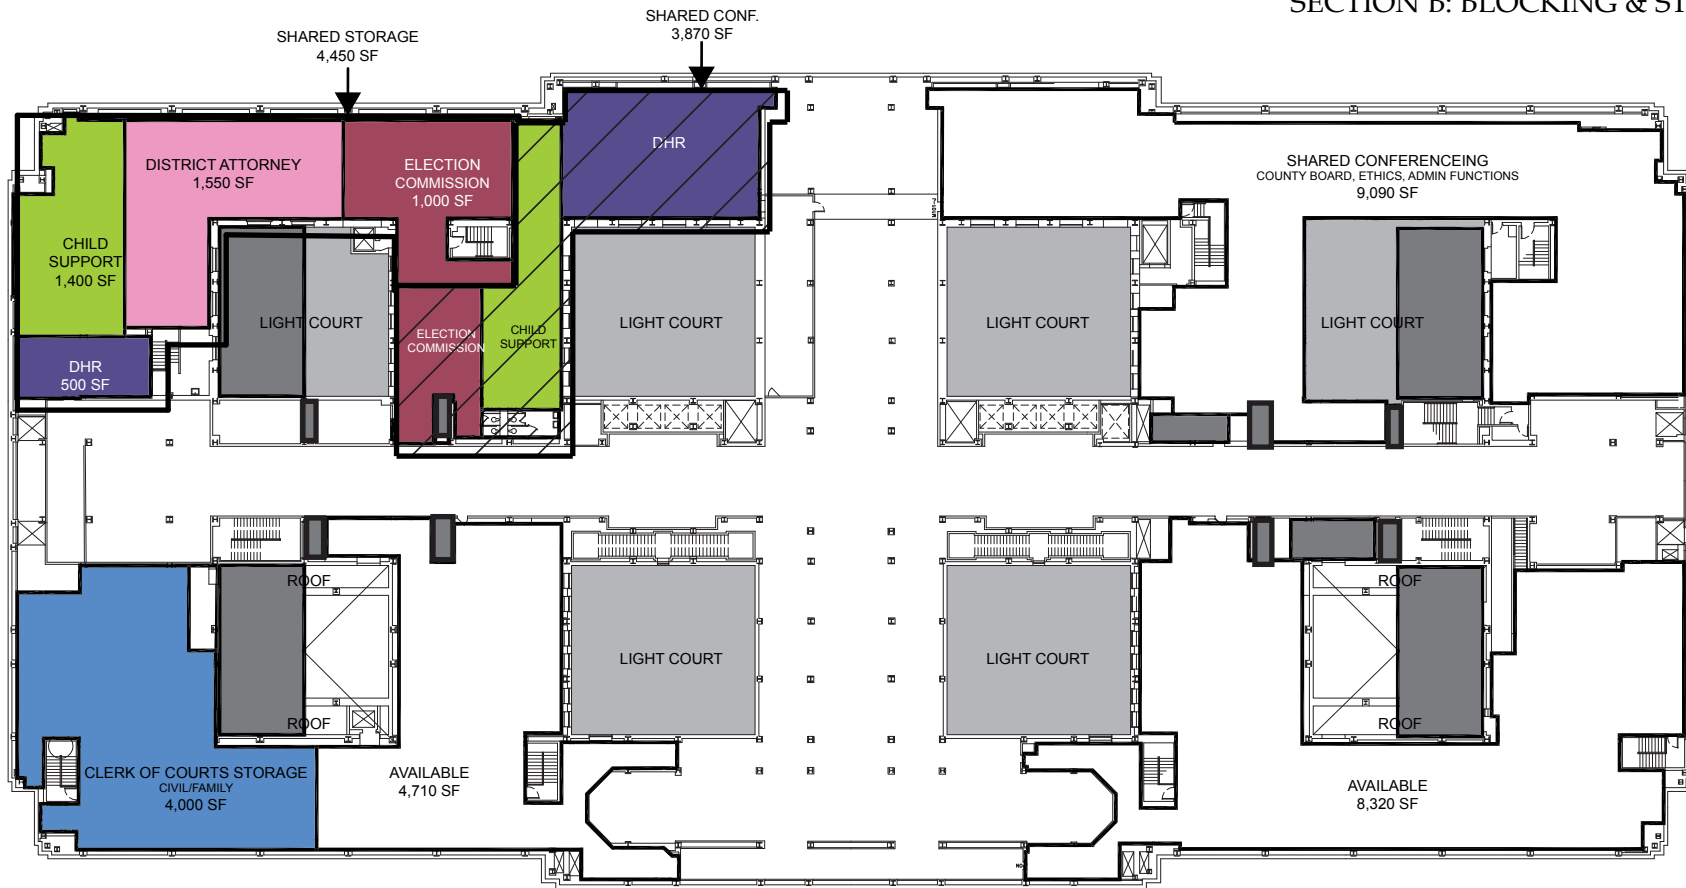 SECTION B: BLOCKING &
SHARED STORAGE
4,450 SF
SHARED CONF.
3,870 SF
DISTRICT ATTORNEY
1,550 SF
ELECTION
COMMISSION
1,000 SF
DHR
SHARED CONFERENCEING
COUNTY BOARD, ETHICS, ADMIN FUNCTIONS
9,090 SF
CHILD
SUPPORT
1,400 SF
LIGHT COURT
ELECTION
COMMISSION
CHILD
SUPPORT
LIGHT COURT
LIGHT COURT
LIGHT COURT
DHR
500 SF
ROOF
ROOF
LIGHT COURT
LIGHT COURT
ROOF
ROOF
CLERK OF COURTS STORAGE
CIVIL/FAMILY
4,000 SF
AVAILABLE
4,710 SF
AVAILABLE
8,320 SF